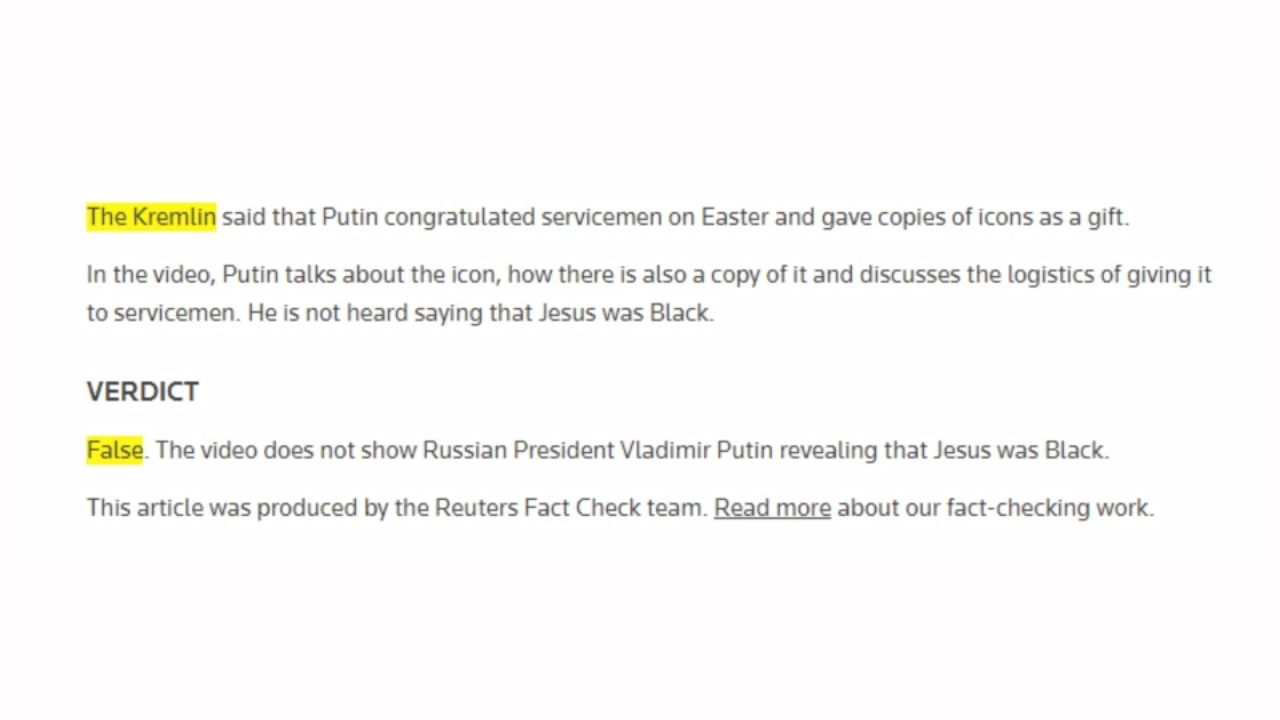 The Kremlin said that Putin congratulated servicemen on Easter and gave copies of icons as a gift.
In the video, Putin talks about the icon, how there is also a copy of it and discusses the logistics of giving it
to servicemen. He is not heard saying that Jesus was Black.
VERDICT
False. The video does not show Russian President Vladimir Putin revealing that Jesus was Black.
This article was produced by the Reuters Fact Check team. Read more about our fact-checking work.